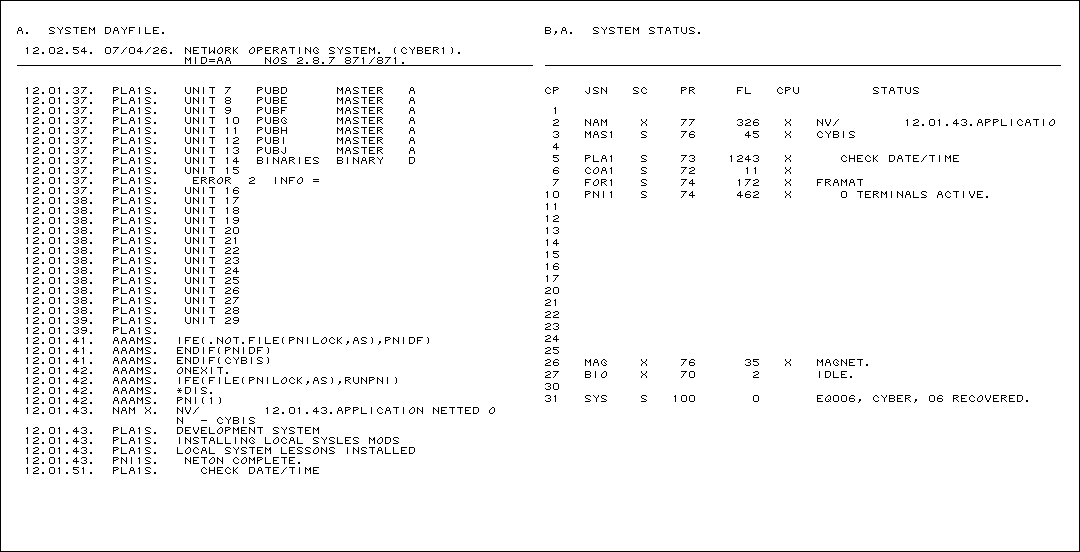 A.  SYSTEM DAYFILE.
12.02.54. 07/04/26. NETWORK OPERATING SYSTEM. (CYBER1).
MID=AA    NOS 2.8.7 871/871.
12.01.37.  PLA1S.   UNIT 7   PUBD      MASTER   A
12.01.37.  PLA1S.   UNIT 8   PUBE      MASTER   A
12.01.37.  PLA1S.   UNIT 9   PUBF      MASTER   A
12.01.37.  PLA1S.   UNIT 10  PUBG      MASTER   A
12.01.37.  PLA1S.   UNIT 11  PUBH      MASTER   A
12.01.37.  PLA1S.   UNIT 12  PUBI      MASTER   A
12.01.37.  PLA1S.   UNIT 13  PUBJ      MASTER   A
12.01.37.  PLA1S.   UNIT 14  BINARIES  BINARY   D
12.01.37.  PLA1S.   UNIT 15
12.01.37.  PLA1S.    ERROR  2  INFO =
12.01.37.  PLA1S.   UNIT 16
12.01.38.  PLA1S.   UNIT 17
12.01.38.  PLA1S.   UNIT 18
12.01.38.  PLA1S.   UNIT 19
12.01.38.  PLA1S.   UNIT 20
12.01.38.  PLA1S.   UNIT 21
12.01.38.  PLA1S.   UNIT 22
12.01.38.  PLA1S.   UNIT 23
12.01.38.  PLA1S.   UNIT 24
12.01.38.  PLA1S.   UNIT 25
12.01.38.  PLA1S.   UNIT 26
12.01.38.  PLA1S.   UNIT 27
12.01.38.  PLA1S.   UNIT 28
12.01.39.  PLA1S.   UNIT 29
12.01.39.  PLA1S.
12.01.41.  AAAMS.  IFE(.NOT.FILE(PNILOCK,AS),PNIDF)
12.01.41.  AAAMS.  ENDIF(PNIDF)
12.01.41.  AAAMS.  ENDIF(CYBIS)
12.01.42.  AAAMS.  ONEXIT.
12.01.42.  AAAMS.  IFE(FILE(PNILOCK,AS),RUNPNI)
12.01.42.  AAAMS.  *DIS.
12.01.42.  AAAMS.  PNI(1)
12.01.43.  NAM X.  NV/        12.01.43.APPLICATION NETTED O
N  - CYBIS
12.01.43.  PLA1S.  DEVELOPMENT SYSTEM
12.01.43.  PLA1S.  INSTALLING LOCAL SYSLES MODS
12.01.43.  PLA1S.  LOCAL SYSTEM LESSONS INSTALLED
12.01.43.  PNI1S.   NETON COMPLETE.
12.01.51.  PLA1S.     CHECK DATE/TIME
B,A.  SYSTEM STATUS.
CP   JSN   SC    PR     FL   CPU         STATUS
1
2   NAM    X    77    326   X   NV/        12.01.43.APPLICATIO
3   MAS1   S    76     45   X   CYBIS
4
5   PLA1   S    73   1243   X      CHECK DATE/TIME
6   COA1   S    72     11   X
7   FOR1   S    74    172   X   FRAMAT
10   PNI1   S    74    462   X      0 TERMINALS ACTIVE.
11
12
13
14
15
16
17
20
21
22
23
24
25
26   MAG    X    76     35   X   MAGNET.
27   BIO    X    70      2       IDLE.
30
31   SYS    S   100      0       EQ006, CYBER, 06 RECOVERED.